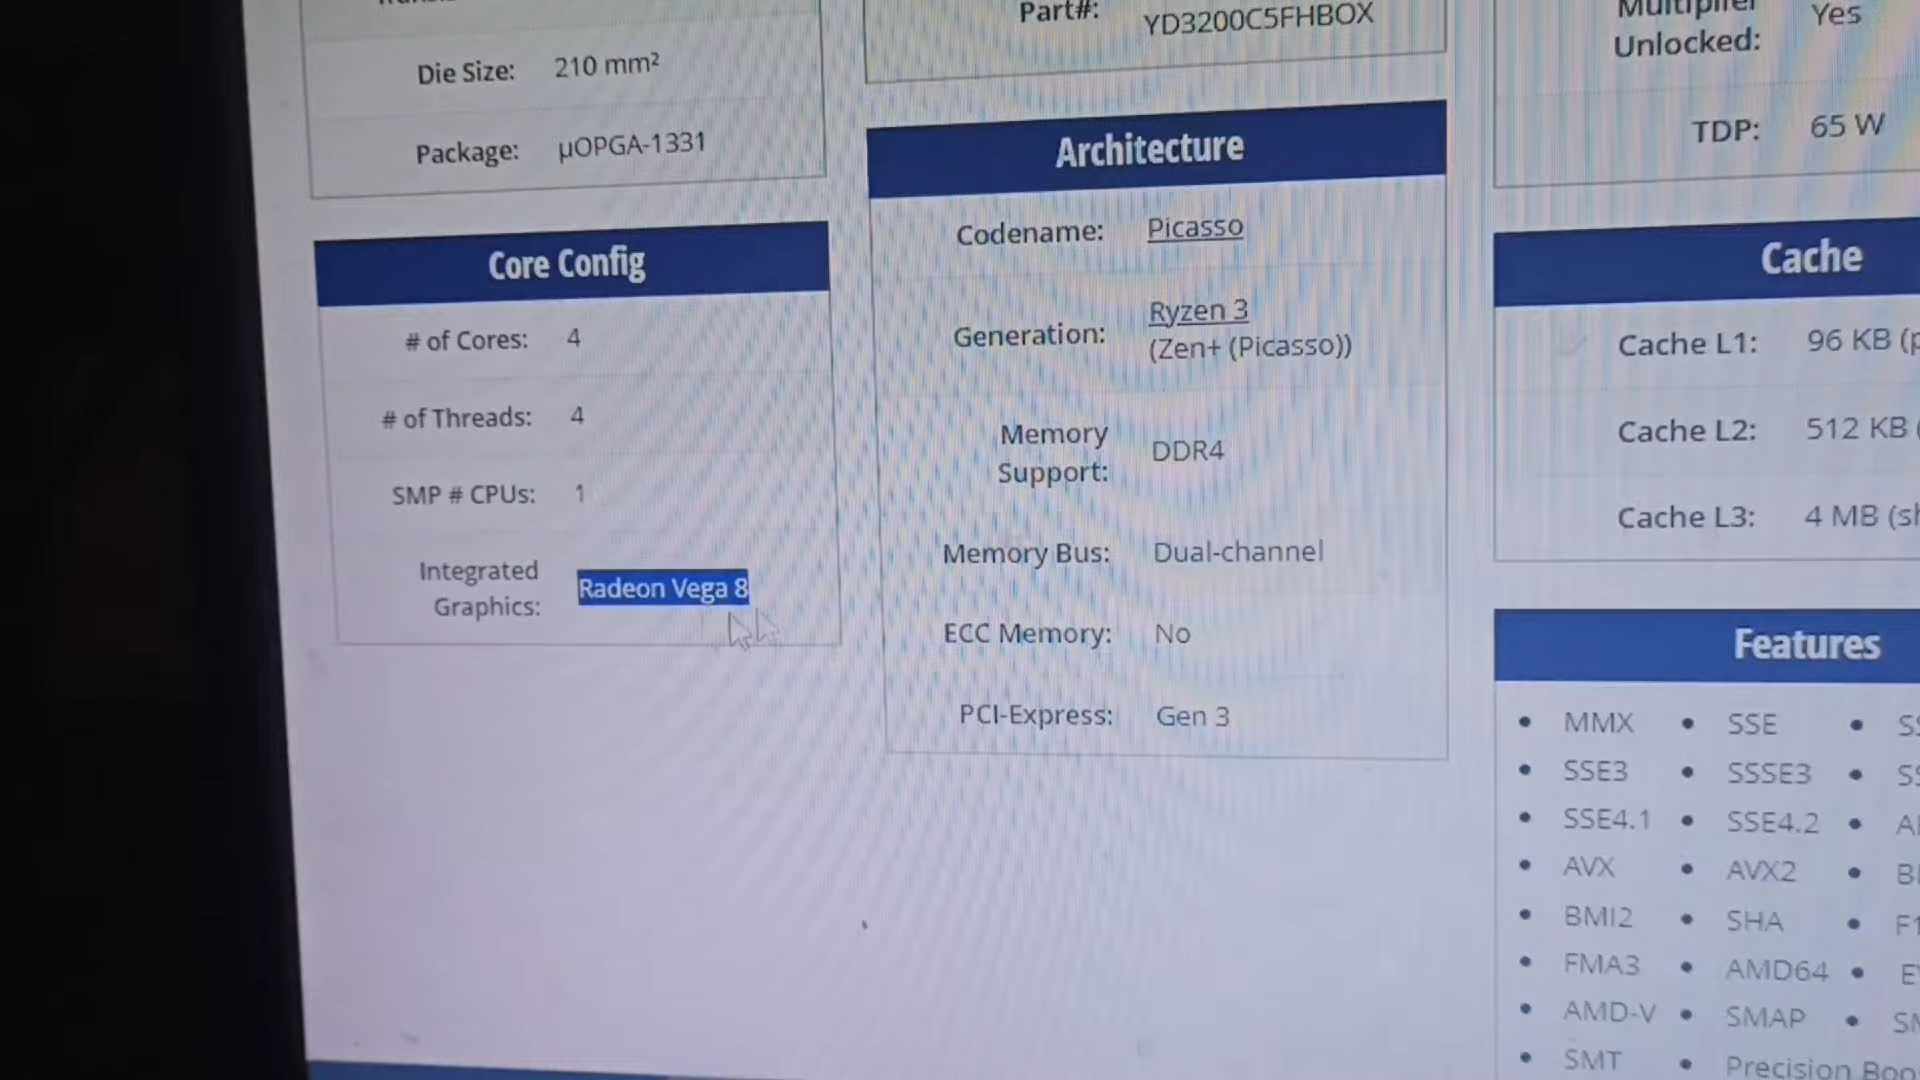 Die Size: 210 mm²
Package: µOPGA-1331
Core Config
# of Cores: 4
# of Threads: 4
SMP # CPUs: 1
Integrated
Graphics:
Radeon Vega 8
Part#: YD3200C5FHBOX
Architecture
Codename: Picasso
Generation: Ryzen 3
(Zen+ (Picasso))
Memory
Support:
DDR4
Memory Bus: Dual-channel
ECC Memory: No
PCI-Express: Gen 3
Multiplier
Unlocked:
Yes
TDP: 65 W
Cache
Cache L1: 96 KB (p
Cache L2: 512 KB (
Cache L3: 4 MB (sh
Features
• MMX • SSE •
• SSE3 • SSSE3 •
• SSE4.1 • SSE4.2 •
• AVX • AVX2 •
• BMI2 • SHA •
• FMA3 • AMD64 •
• AMD-V • SMAP •
• SMT • Precision Boo